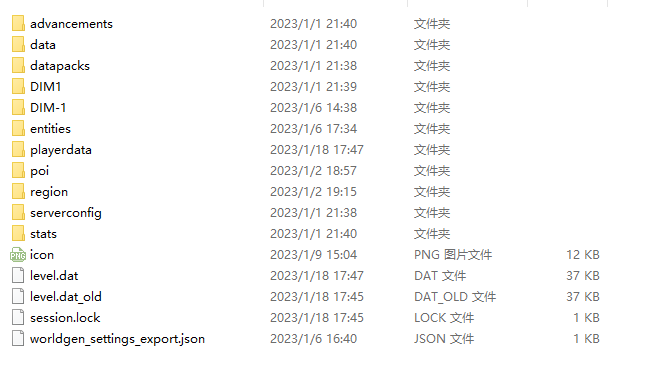 advancements 2023/1/1 21:40 文件夹
data 2023/1/1 21:40 文件夹
datapacks 2023/1/1 21:38 文件夹
DIM1 2023/1/1 21:39 文件夹
DIM-1 2023/1/6 14:38 文件夹
entities 2023/1/6 17:34 文件夹
playerdata 2023/1/18 17:47 文件夹
poi 2023/1/2 18:57 文件夹
region 2023/1/2 19:15 文件夹
serverconfig 2023/1/1 21:38 文件夹
stats 2023/1/1 21:40 文件夹
PNG icon 2023/1/9 15:04 PNG 图片文件 12 KB
level.dat 2023/1/18 17:47 DAT 文件 37 KB
level.dat_old 2023/1/18 17:45 DAT_OLD 文件 37 KB
session.lock 2023/1/18 17:45 LOCK 文件 1 KB
worldgen_settings_export.json 2023/1/6 16:40 JSON 文件 1 KB